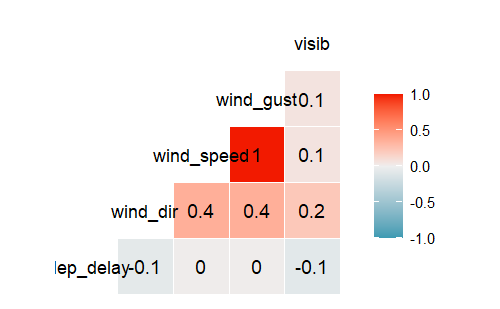 visib
wind_gust 0.1 1.0
wind_speed 1 0.1 0.5
0.0
wind_dir 0.4 0.4 0.2 -0.5
-1.0
lep_delay -0.1 0 0 -0.1